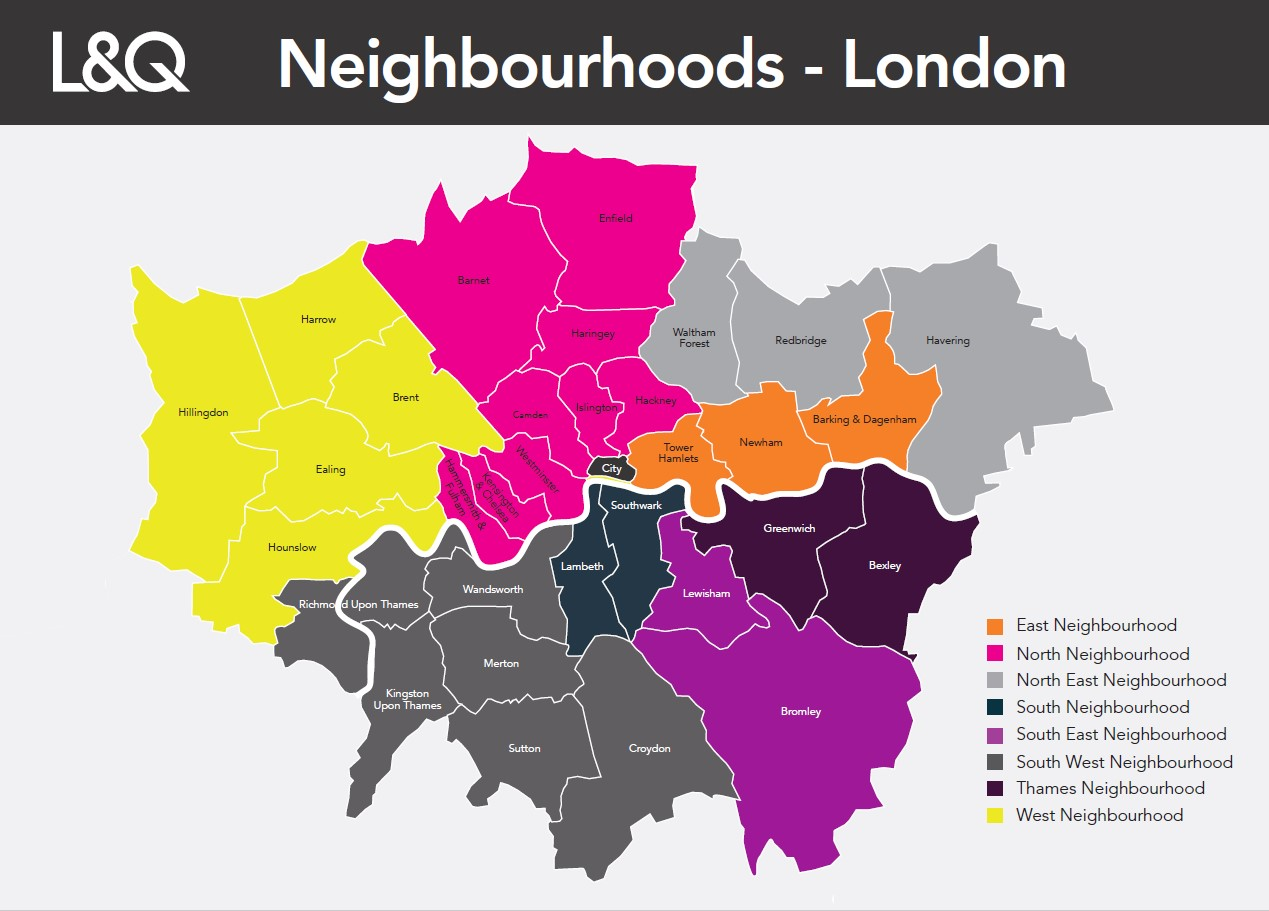 L&Q
Neighbourhoods - London
Enfield
Barnet
Harrow
Haringey
Waltham
Forest
Redbridge
Havering
Brent
Hillingdon
Camden
Islington
Hackney
Barking & Dagenham
Newham
Tower
Hamlets
Ealing
City
Westminster
Kensington
& Chelsea
Hammersmith &
Fulham
Southwark
Greenwich
Hounslow
Lambeth
Bexley
Wandsworth
Lewisham
Richmond Upon Thames
Merton
Kingston
Upon Thames
Bromley
Sutton
Croydon
East Neighbourhood
North Neighbourhood
North East Neighbourhood
South Neighbourhood
South East Neighbourhood
South West Neighbourhood
Thames Neighbourhood
West Neighbourhood